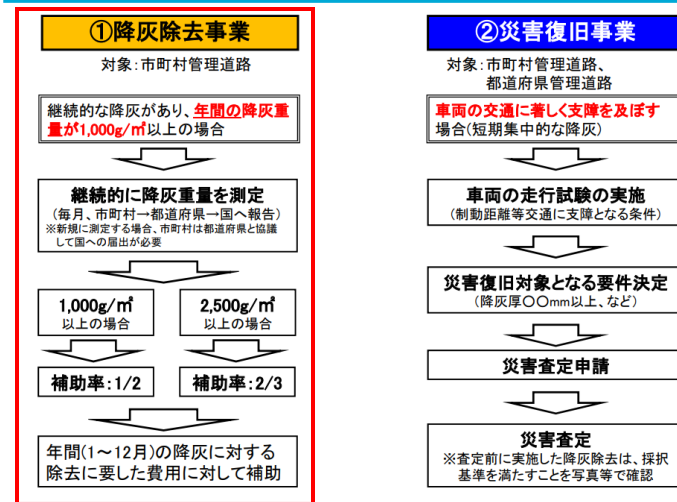 ①降灰除去事業
対象:市町村管理道路
継続的な降灰があり、年間の降灰重
量が1,000g/㎡以上の場合
継続的に降灰重量を測定
(毎月、市町村→都道府県→国へ報告)
※新規に測定する場合、市町村は都道府県と協議
して国への届出が必要
1,000g/㎡
以上の場合
2,500g/㎡
以上の場合
補助率:1/2
補助率:2/3
年間(1～12月)の降灰に対する
除去に要した費用に対して補助
②災害復旧事業
対象:市町村管理道路、
都道府県管理道路
車両の交通に著しく支障を及ぼす
場合(短期集中的な降灰)
車両の走行試験の実施
(制動距離等交通に支障となる条件)
災害復旧対象となる要件決定
(降灰厚〇〇mm以上、など)
災害査定申請
災害査定
※査定前に実施した降灰除去は、採択
基準を満たすことを写真等で確認